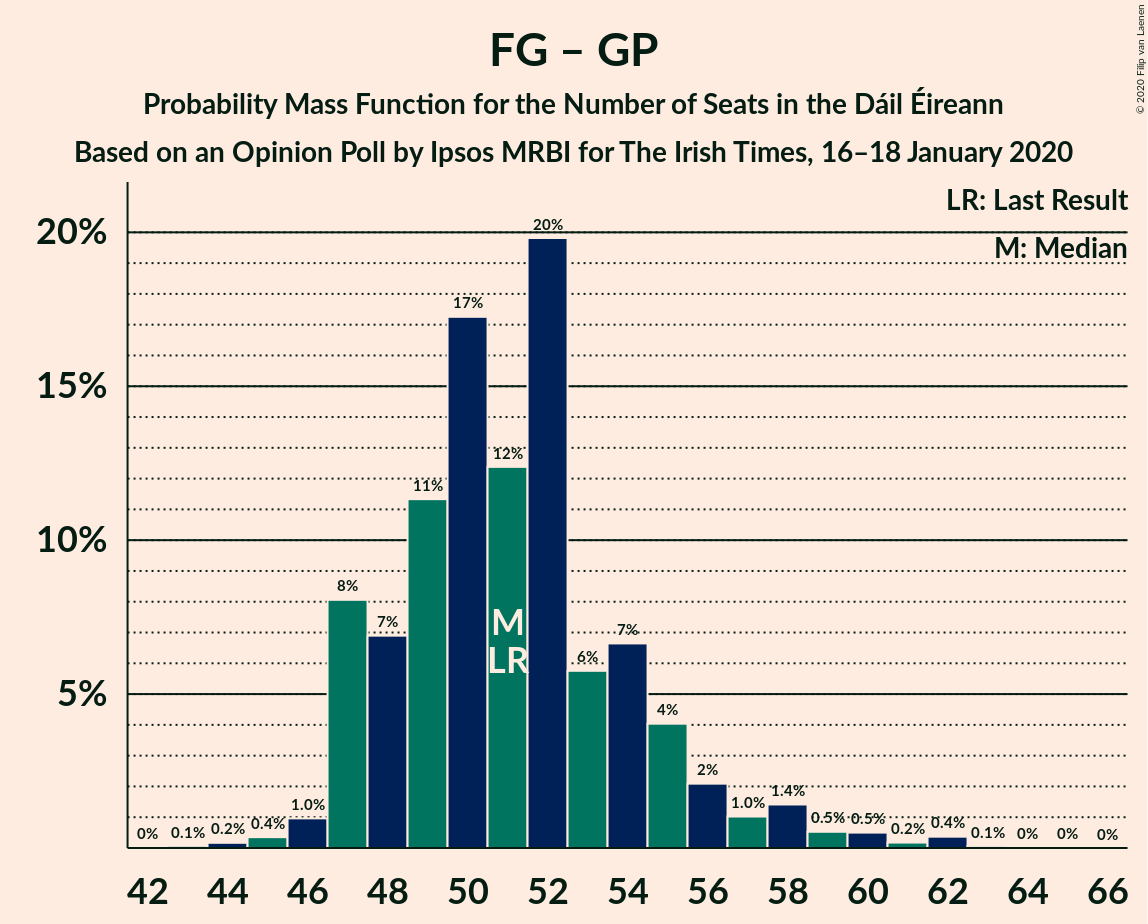 FG – GP
Probability Mass Function for the Number of Seats in the Dáil Éireann
Based on an Opinion Poll by Ipsos MRBI for The Irish Times, 16–18 January 2020
© 2020 Filip van Laenen
LR: Last Result
M: Median
20%
15%
10%
5%
0% 0.1% 0.2% 0.4% 1.0% 8% 7% 11% 17% 12% 20% 6% 7% 4% 2% 1.0% 1.4% 0.5% 0.5% 0.2% 0.4% 0.1% 0% 0% 0%
M
LR
42 44 46 48 50 52 54 56 58 60 62 64 66